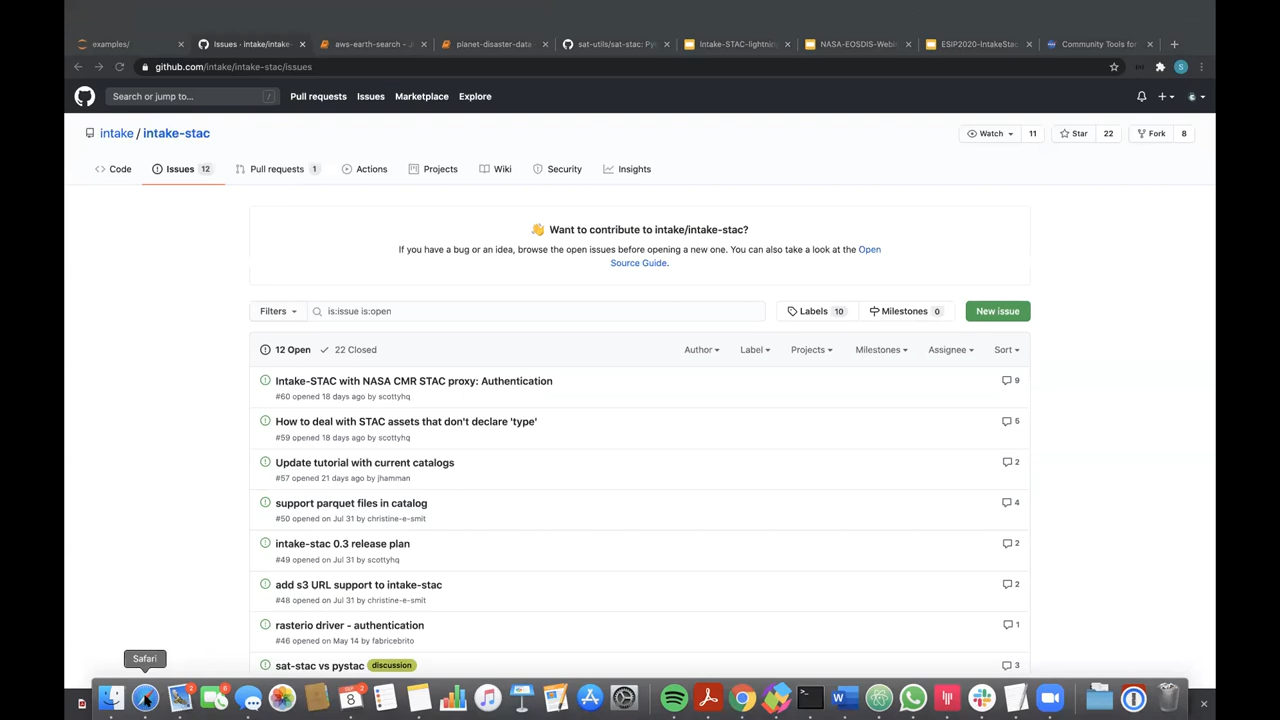 examples/
Issues · intake/intake-
aws-earth-search - J
planet-disaster-data
sat-utils/sat-stac: Py
Intake-STAC-lightnin
NASA-EOSDIS-Webi
ESIP2020-IntakeStac
Community Tools for
github.com/intake/intake-stac/issues
S
Search or jump to...
/
Pull requests
Issues
Marketplace
Explore
intake / intake-stac
Watch
11
Star
22
Fork
8
Code
Issues 12
Pull requests 1
Actions
Projects
Wiki
Security
Insights
Want to contribute to intake/intake-stac?
If you have a bug or an idea, browse the open issues before opening a new one. You can also take a look at the Open
Source Guide.
Filters
is:issue is:open
Labels 10
Milestones 0
New issue
12 Open
22 Closed
Author
Label
Projects
Milestones
Assignee
Sort
Intake-STAC with NASA CMR STAC proxy: Authentication
9
#60 opened 18 days ago by scottyhq
How to deal with STAC assets that don't declare 'type'
5
#59 opened 18 days ago by scottyhq
Update tutorial with current catalogs
2
#57 opened 21 days ago by jhamman
support parquet files in catalog
4
#50 opened on Jul 31 by christine-e-smit
intake-stac 0.3 release plan
2
#49 opened on Jul 31 by scottyhq
add s3 URL support to intake-stac
2
#48 opened on Jul 31 by christine-e-smit
rasterio driver - authentication
1
#46 opened on May 14 by fabricebrito
sat-stac vs pystac
discussion
3
Safari
2
6
SEP
8
2